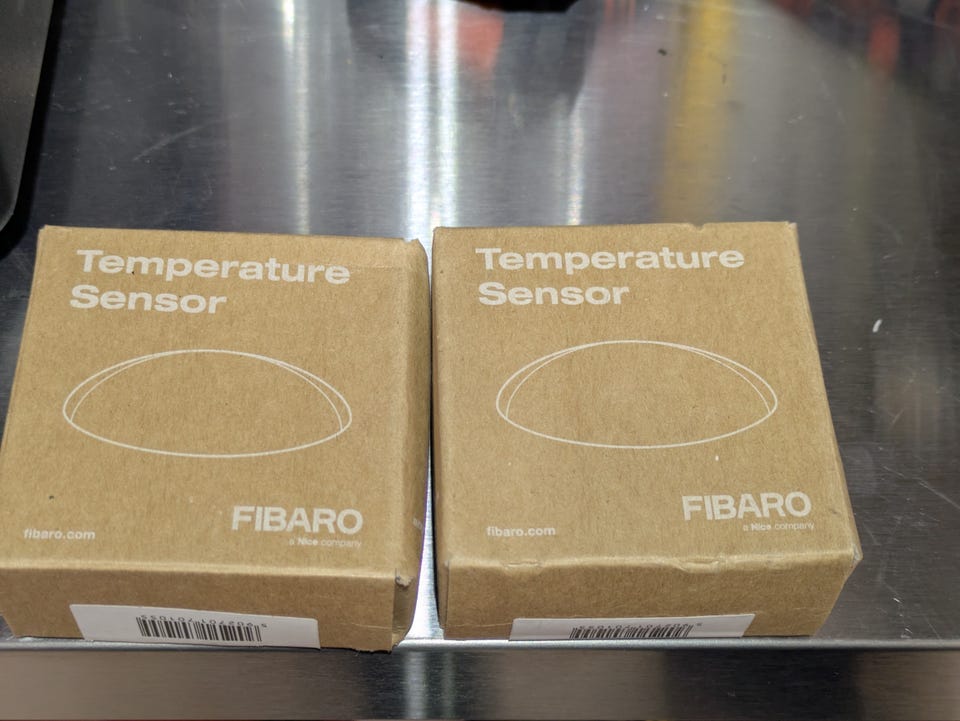 Temperature
Sensor
fibaro.com
FIBARO
a Nice company
Temperature
Sensor
fibaro.com
FIBARO
a Nice company